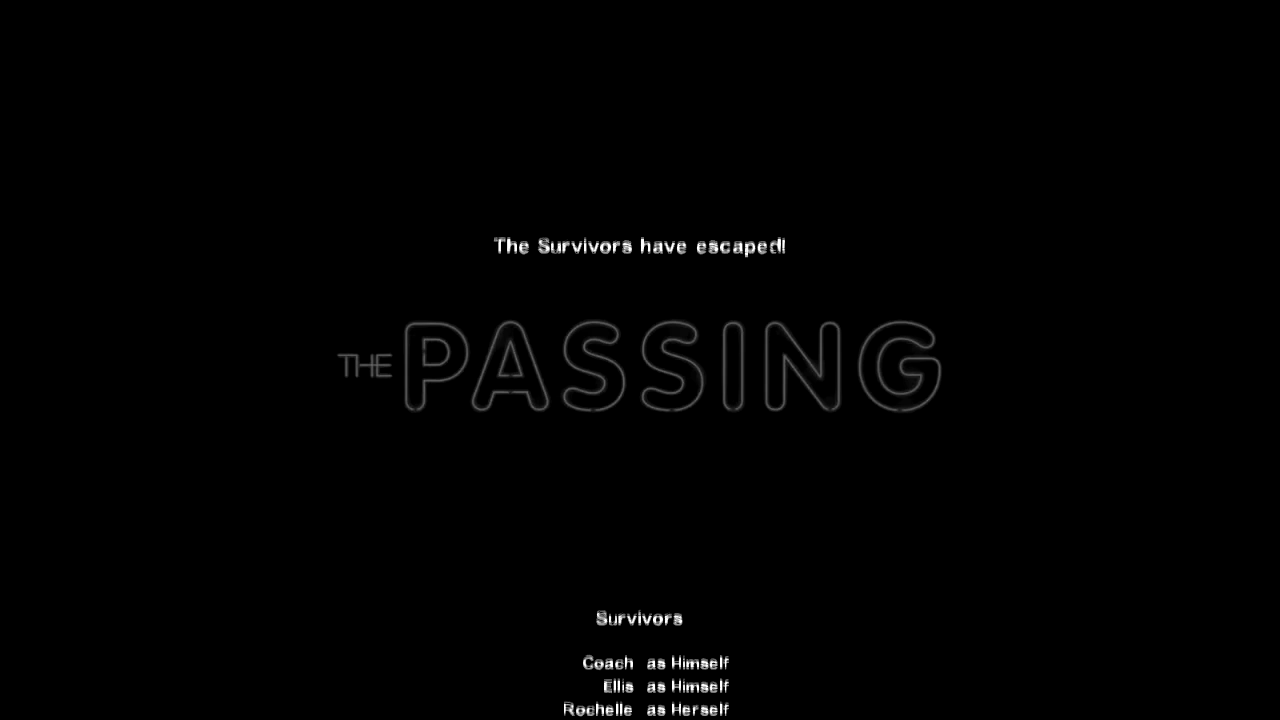 The Survivors have escaped!
THE PASSING
Survivors
Coach as Himself
Ellis as Himself
Rochelle as Herself